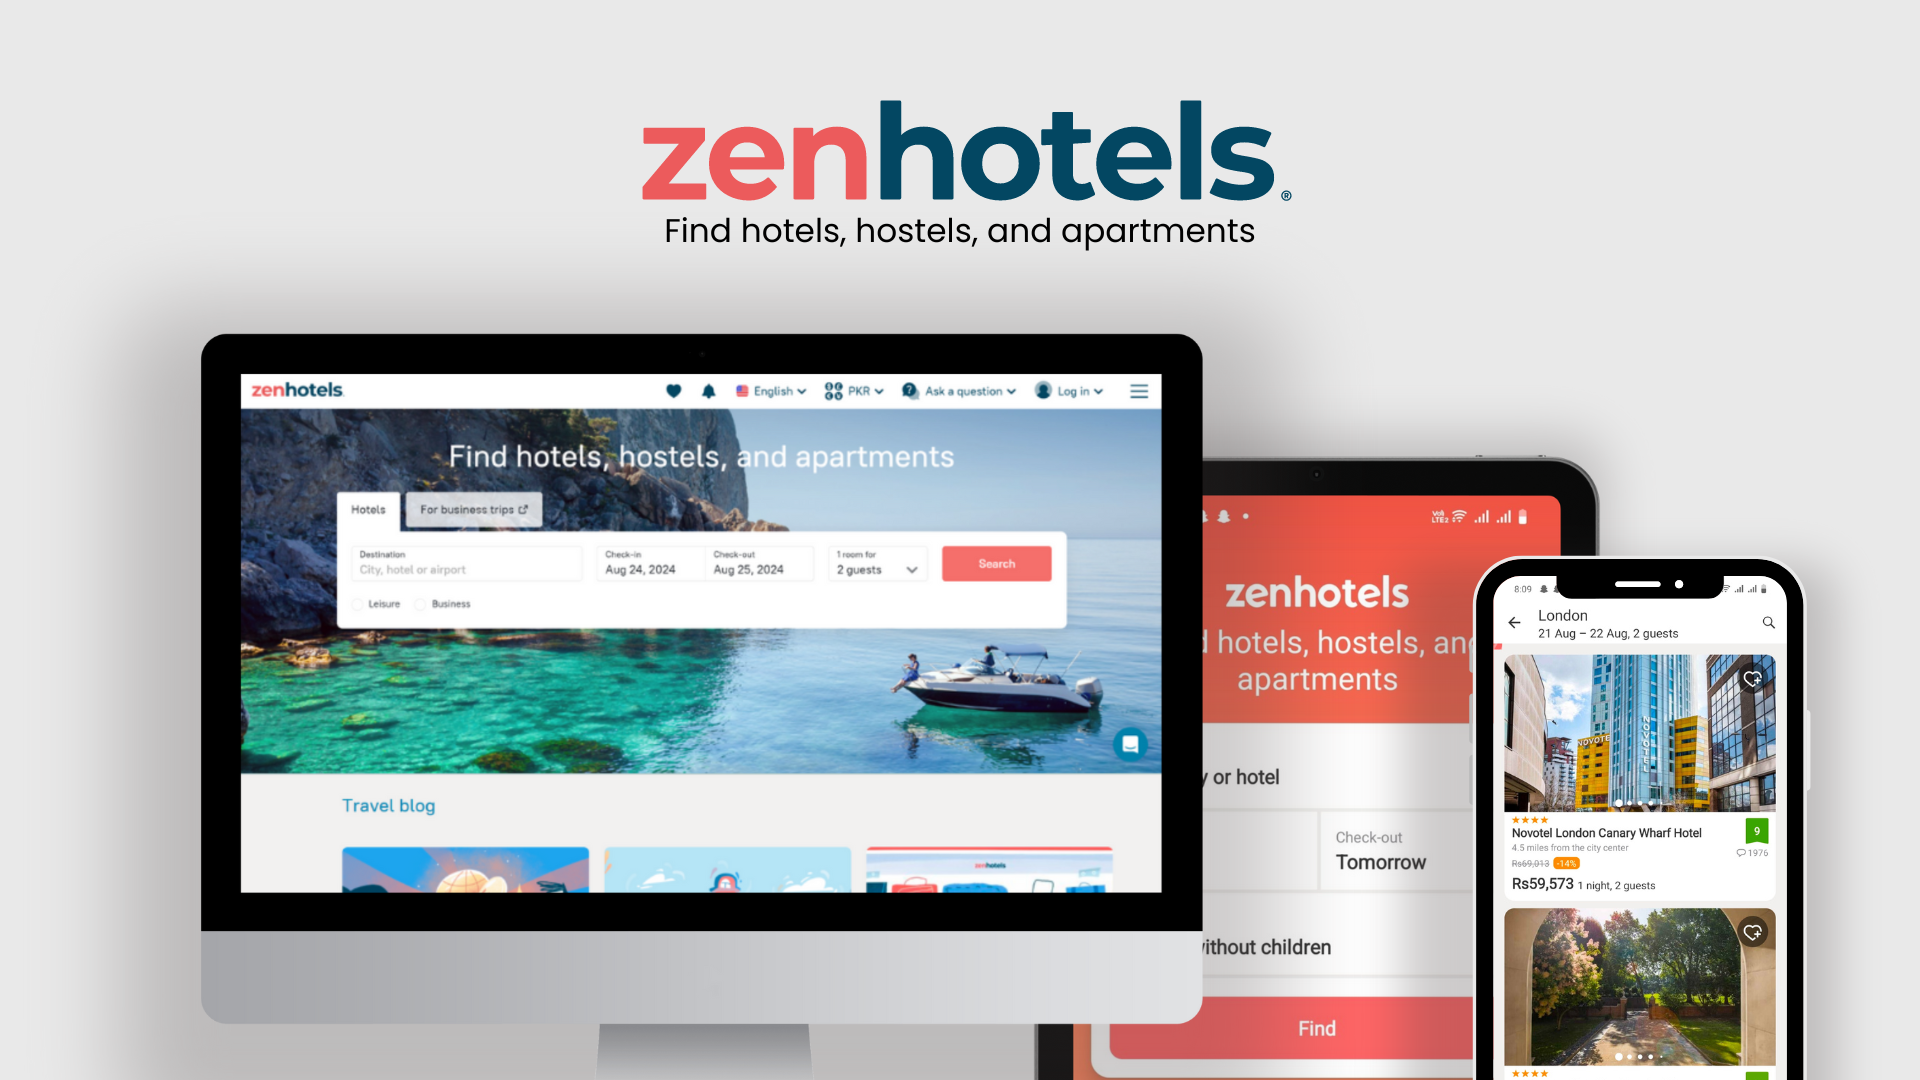 zenhotels®
Find hotels, hostels, and apartments
zenhotels
English
PKR
Ask a question
Log in
Find hotels, hostels, and apartments
Hotels
For business trips
Destination
City, hotel or airport
Check-in
Aug 24, 2024
Check-out
Aug 25, 2024
1 room for
2 guests
Search
Leisure
Business
Travel blog
zenhotels
LTE2
zenhotels
hotels, hostels, an
apartments
y or hotel
Check-out
Tomorrow
ithout children
Find
8:09
London
21 Aug – 22 Aug, 2 guests
NOVOTE
NOVOTEL
Novotel London Canary Wharf Hotel
9
4.5 miles from the city center
1976
Rs69,013 -14%
Rs59,573 1 night, 2 guests